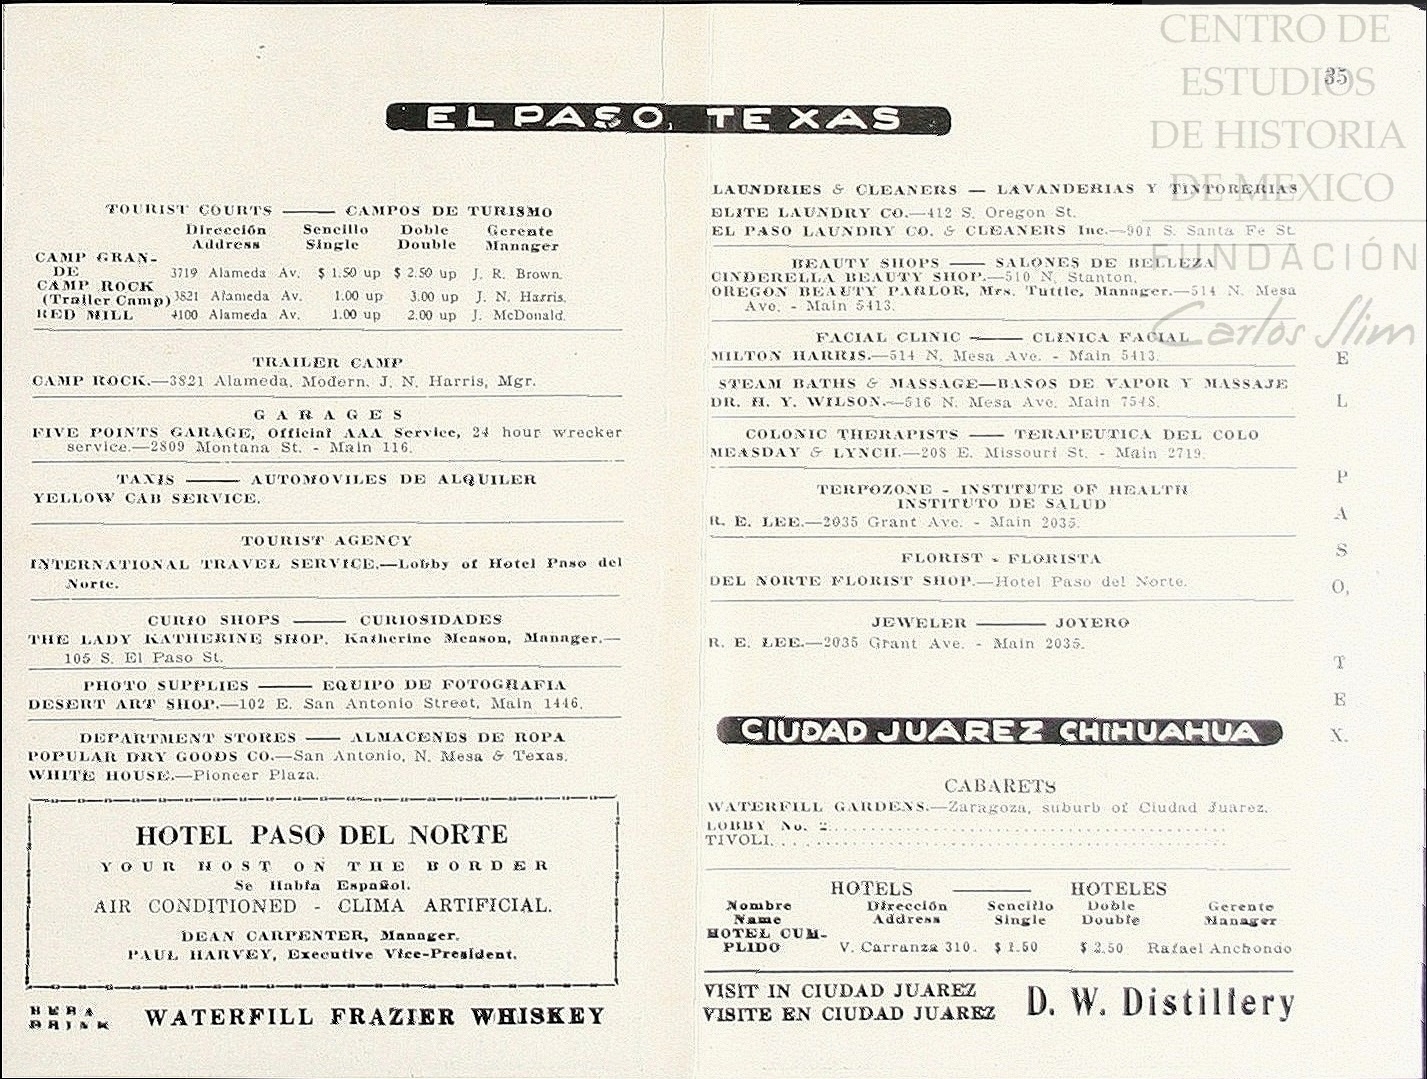 CENTRO DE
ESTUDIOS
DE HISTORIA
DE MEXICO
FUNDACIÓN
Carlos Slim
35
EL PASO, TEXAS
TOURIST COURTS —— CAMPOS DE TURISMO
Dirección Sencillo Doble Gerente
Address Single Double Manager
CAMP GRAN-
DE 3719 Alameda Av. $ 1.50 up $ 2.50 up J. R. Brown.
CAMP ROCK
(Trailer Camp) 3821 Alameda Av. 1.00 up 3.00 up J. N. Harris.
RED MILL 4100 Alameda Av. 1.00 up 2.00 up J. McDonald.
TRAILER CAMP
CAMP ROCK.—3821 Alameda, Modern. J. N. Harris, Mgr.
GARAGES
FIVE POINTS GARAGE, Official AAA Service, 24 hour wrecker
service.—2809 Montana St. - Main 116.
TAXIS —— AUTOMOVILES DE ALQUILER
YELLOW CAB SERVICE.
TOURIST AGENCY
INTERNATIONAL TRAVEL SERVICE.—Lobby of Hotel Paso del
Norte.
CURIO SHOPS —— CURIOSIDADES
THE LADY KATHERINE SHOP. Katherine Meason, Manager.—
105 S. El Paso St.
PHOTO SUPPLIES —— EQUIPO DE FOTOGRAFIA
DESERT ART SHOP.—102 E. San Antonio Street, Main 1446.
DEPARTMENT STORES —— ALMACENES DE ROPA
POPULAR DRY GOODS CO.—San Antonio, N. Mesa & Texas.
WHITE HOUSE.—Pioneer Plaza.
HOTEL PASO DEL NORTE
YOUR HOST ON THE BORDER
Se Habla Español.
AIR CONDITIONED - CLIMA ARTIFICIAL.
DEAN CARPENTER, Manager.
PAUL HARVEY, Executive Vice-President.
BEBA
DRINK WATERFILL FRAZIER WHISKEY
LAUNDRIES & CLEANERS — LAVANDERIAS Y TINTORERIAS
ELITE LAUNDRY CO.—412 S. Oregon St.
EL PASO LAUNDRY CO. & CLEANERS Inc.—901 S. Santa Fe St.
BEAUTY SHOPS —— SALONES DE BELLEZA
CINDERELLA BEAUTY SHOP.—510 N. Stanton.
OREGON BEAUTY PARLOR, Mrs. Tuttle, Manager.—514 N. Mesa
Ave. - Main 5413.
FACIAL CLINIC —— CLINICA FACIAL
MILTON HARRIS.—514 N. Mesa Ave. - Main 5413.
STEAM BATHS & MASSAGE—BAÑOS DE VAPOR Y MASSAJE
DR. H. Y. WILSON.—516 N. Mesa Ave. Main 7548.
COLONIC THERAPISTS —— TERAPEUTICA DEL COLO
MEASDAY & LYNCH.—208 E. Missouri St. - Main 2719.
TERPOZONE - INSTITUTE OF HEALTH
INSTITUTO DE SALUD
R. E. LEE.—2035 Grant Ave. - Main 2035.
FLORIST - FLORISTA
DEL NORTE FLORIST SHOP.—Hotel Paso del Norte.
JEWELER —— JOYERO
R. E. LEE.—2035 Grant Ave. - Main 2035.
CIUDAD JUAREZ CHIHUAHUA
CABARETS
WATERFILL GARDENS.—Zaragoza, suburb of Ciudad Juarez.
LOBBY No. 2.
TIVOLI.
HOTELS —— HOTELES
Nombre Dirección Sencillo Doble Gerente
Name Address Single Double Manager
HOTEL CUM-
PLIDO V. Carranza 310. $ 1.50 $ 2.50 Rafael Anchondo
VISIT IN CIUDAD JUAREZ
VISITE EN CIUDAD JUAREZ D. W. Distillery
EL PASO, TEX.